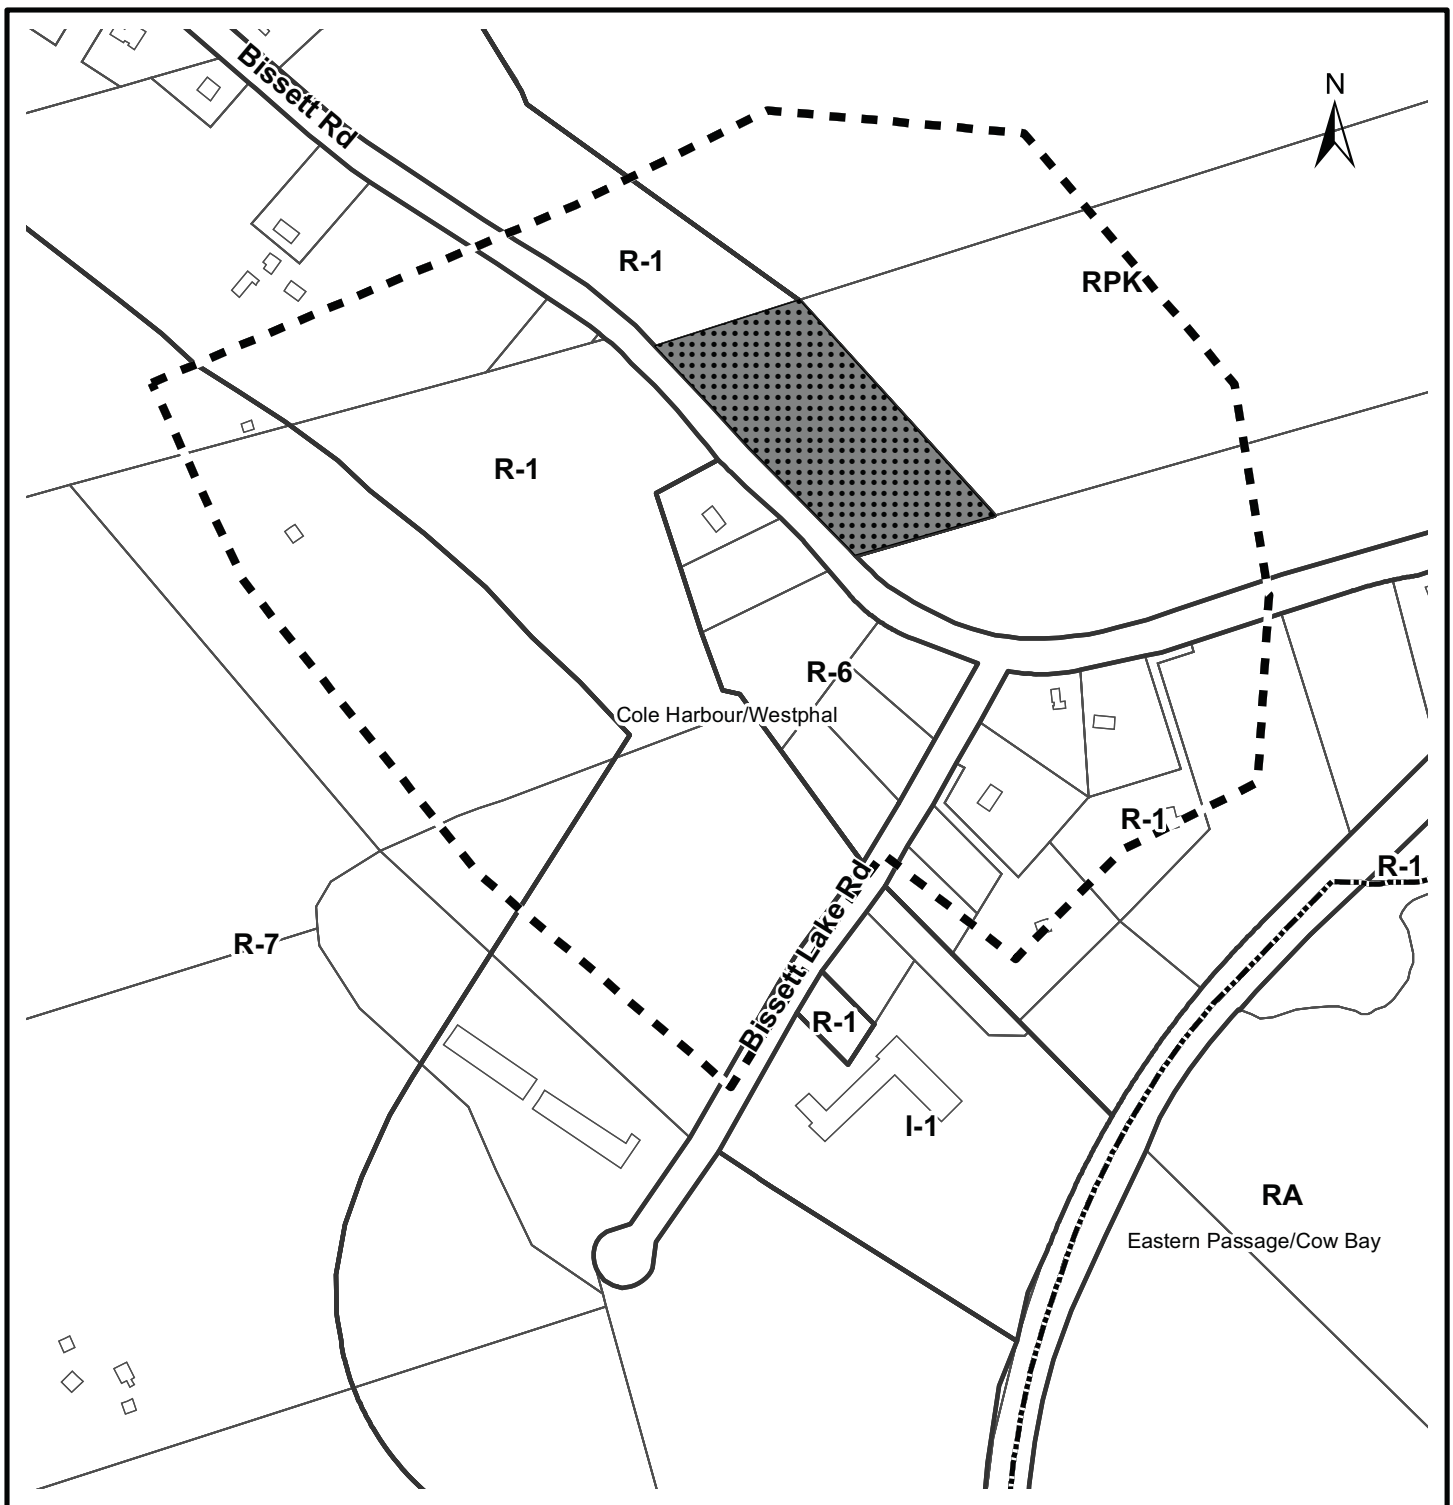 Bissett Rd
N
R-1
RPK
R-1
R-6
Cole Harbour/Westphal
R-1
R-1
R-7
Bissett Lake Rd
R-1
I-1
RA
Eastern Passage/Cow Bay